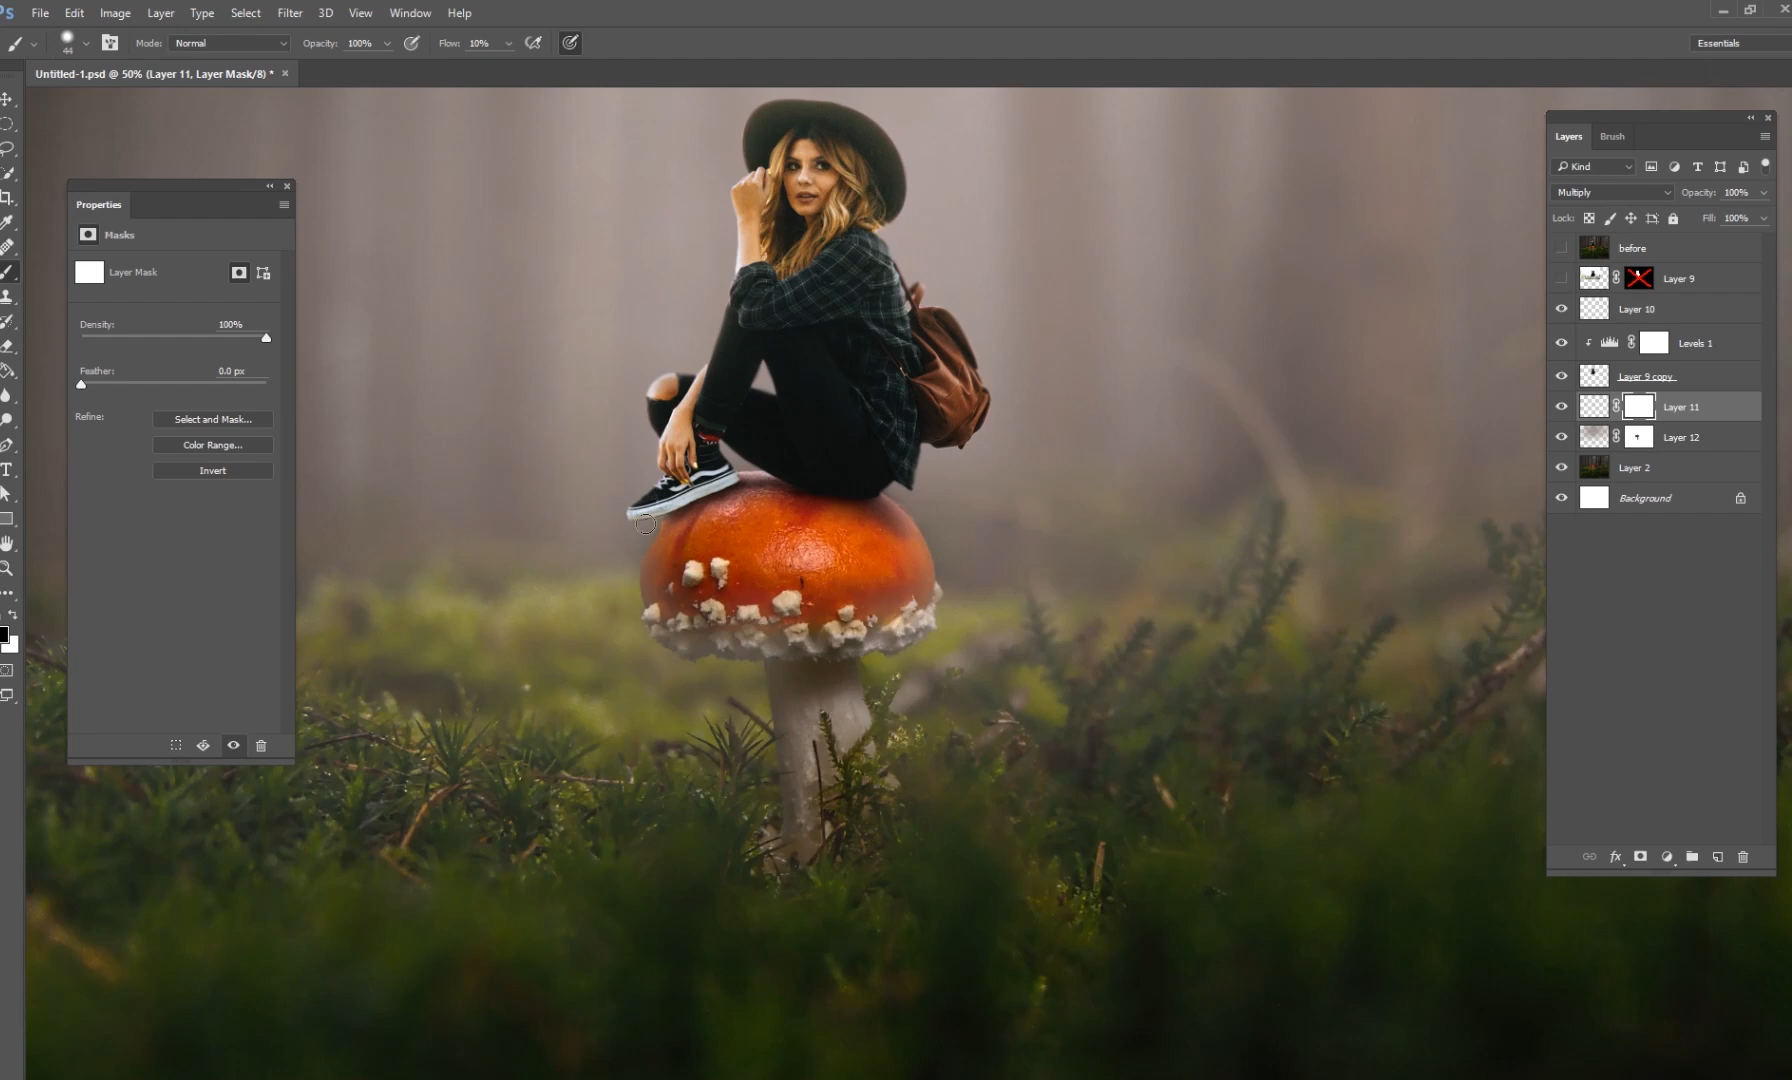 Ps File Edit Image Layer Type Select Filter 3D View Window Help
44 Mode: Normal Opacity: 100% Flow: 10% Essentials
Untitled-1.psd @ 50% (Layer 11, Layer Mask/8) * ×
Properties
Masks
Layer Mask
Density: 100%
Feather: 0.0 px
Refine: Select and Mask...
Color Range...
Invert
Layers Brush
Kind
Multiply Opacity: 100%
Lock: Fill: 100%
before
Layer 9
Layer 10
Levels 1
Layer 9 copy
Layer 11
Layer 12
Layer 2
Background
fx